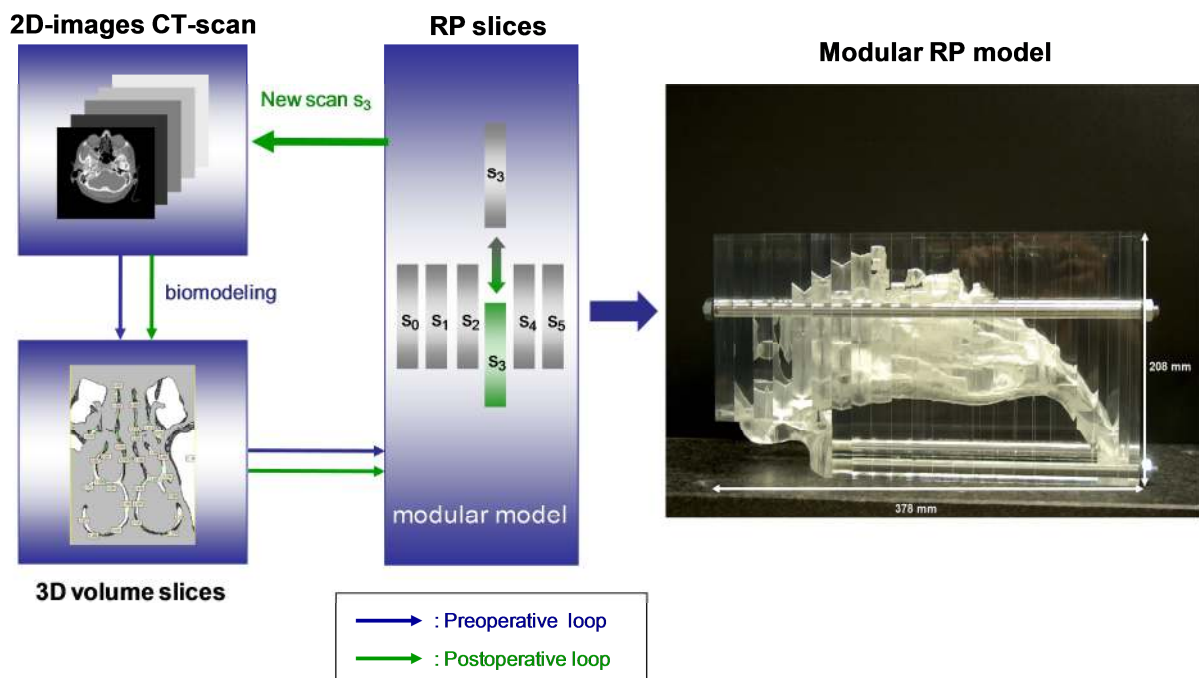 2D-images CT-scan
RP slices
Modular RP model
New scan s3
s3
biomodeling
s0 s1 s2 s3 s4 s5
208 mm
378 mm
modular model
3D volume slices
: Preoperative loop
: Postoperative loop